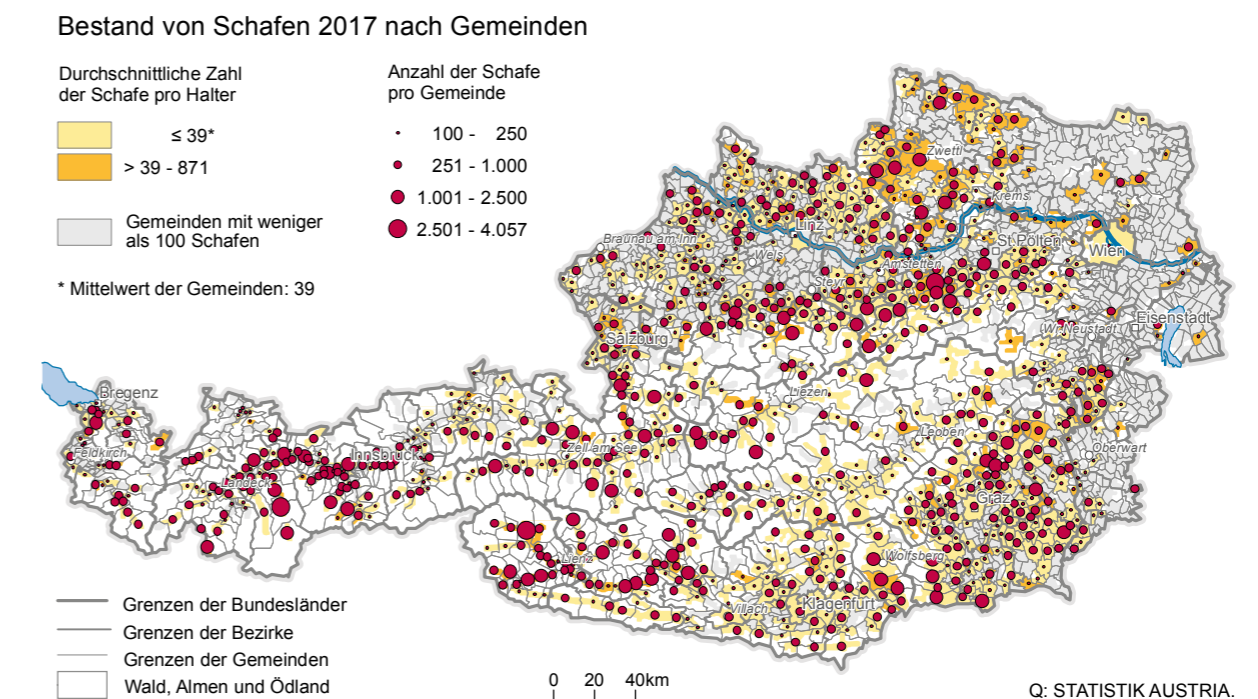 Bestand von Schafen 2017 nach Gemeinden
Durchschnittliche Zahl
der Schafe pro Halter
≤ 39*
> 39 - 871
Gemeinden mit weniger
als 100 Schafen
* Mittelwert der Gemeinden: 39
Anzahl der Schafe
pro Gemeinde
100 - 250
251 - 1.000
1.001 - 2.500
2.501 - 4.057
Zwettl
Krems
Linz
Braunau am Inn
Wels
St.Pölten
Wien
Amstetten
Steyr
Eisenstadt
Wr.Neustadt
Salzburg
Bregenz
Liezen
Leoben
Oberwart
Feldkirch
Innsbruck
Zell am See
Landeck
Graz
Lienz
Wolfsberg
Villach
Klagenfurt
Grenzen der Bundesländer
Grenzen der Bezirke
Grenzen der Gemeinden
Wald, Almen und Ödland
0 20 40km
Q: STATISTIK AUSTRIA.